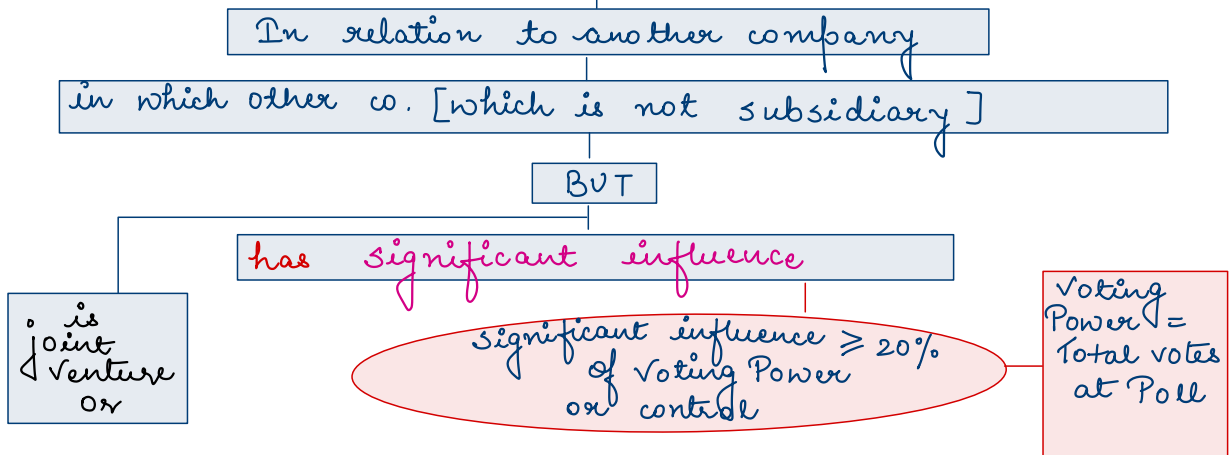 In relation to another company
in which other co. [which is not subsidiary]
BUT
has significant influence
is
joint
venture
or
significant influence ⩾ 20%
of Voting Power
or control
Voting
Power =
Total votes
at Poll